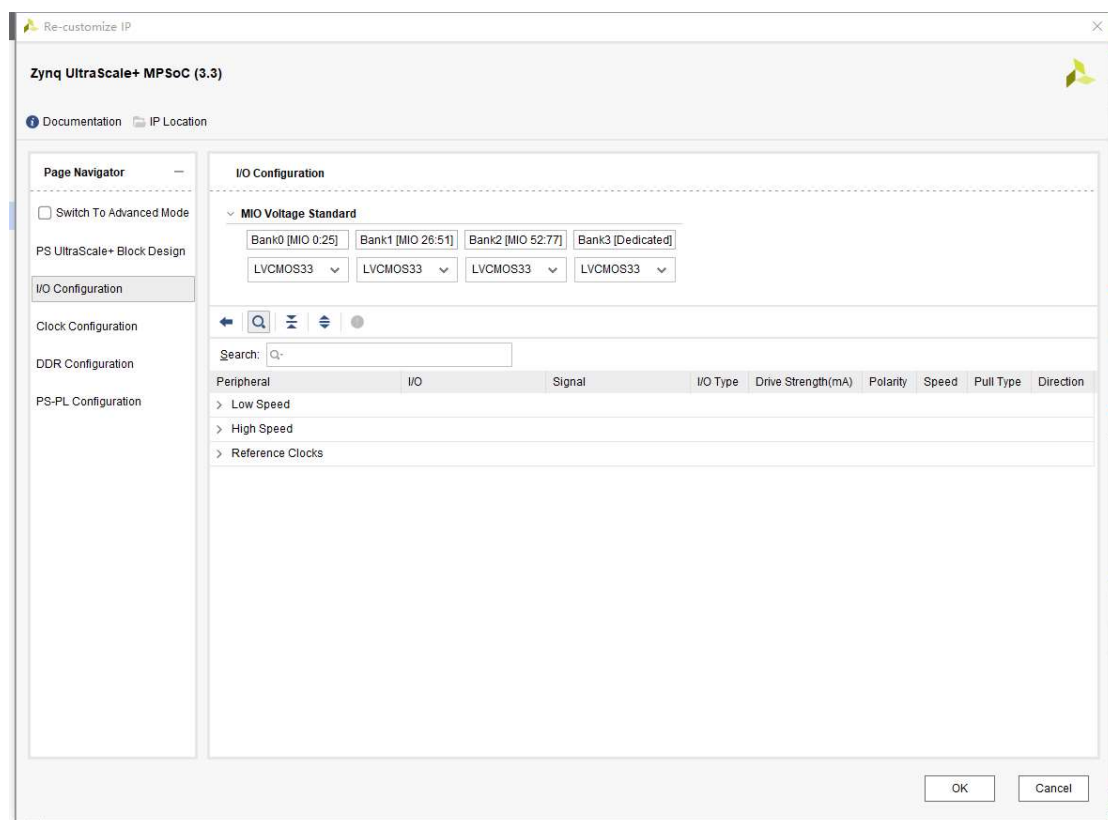 Re-customize IP
Zynq UltraScale+ MPSoC (3.3)
Documentation IP Location
Page Navigator
Switch To Advanced Mode
PS UltraScale+ Block Design
I/O Configuration
Clock Configuration
DDR Configuration
PS-PL Configuration
I/O Configuration
MIO Voltage Standard
Bank0 [MIO 0:25] Bank1 [MIO 26:51] Bank2 [MIO 52:77] Bank3 [Dedicated]
LVCMOS33 LVCMOS33 LVCMOS33 LVCMOS33
Search:
Peripheral I/O Signal I/O Type Drive Strength(mA) Polarity Speed Pull Type Direction
Low Speed
High Speed
Reference Clocks
OK Cancel